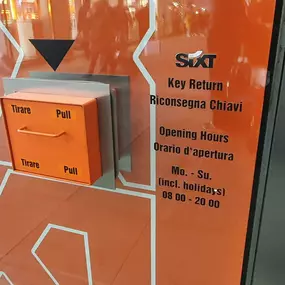 SIXT
Key Return
Riconsegna Chiavi
Opening Hours
Orario d'apertura
Mo. - Su.
(incl. holidays)
08 00 - 20 00
Tirare Pull
Tirare Pull